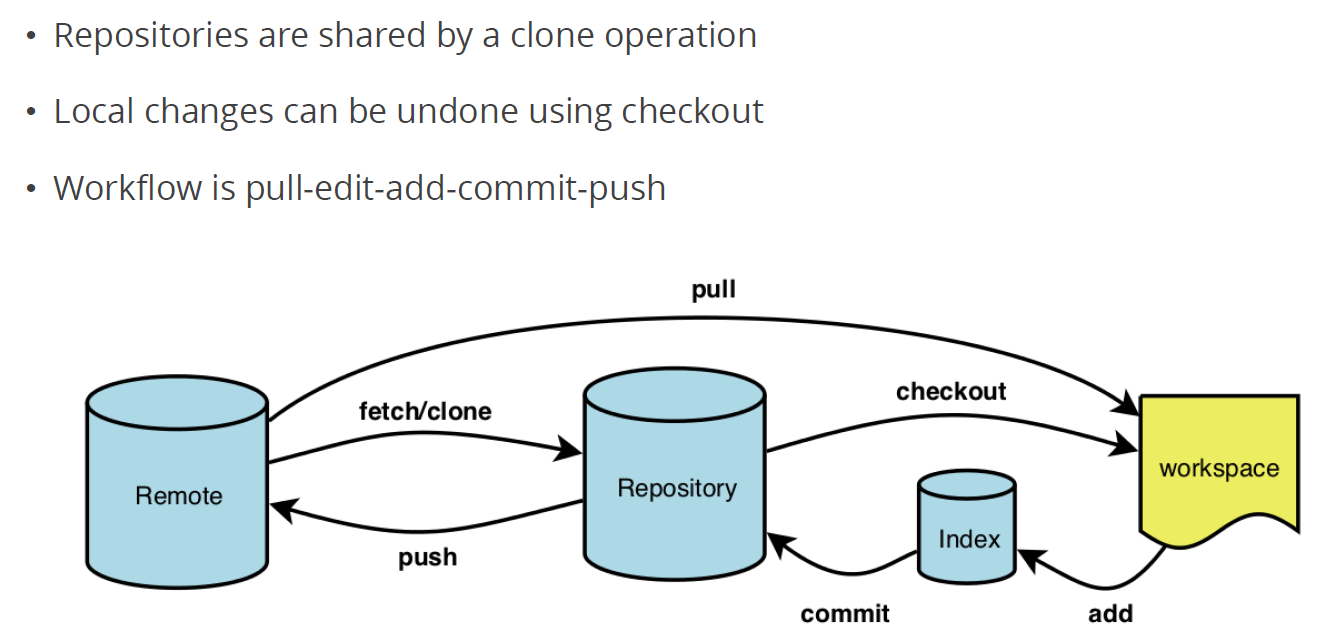 • Repositories are shared by a clone operation
• Local changes can be undone using checkout
• Workflow is pull-edit-add-commit-push
pull
fetch/clone
checkout
Remote
Repository
workspace
Index
push
commit
add